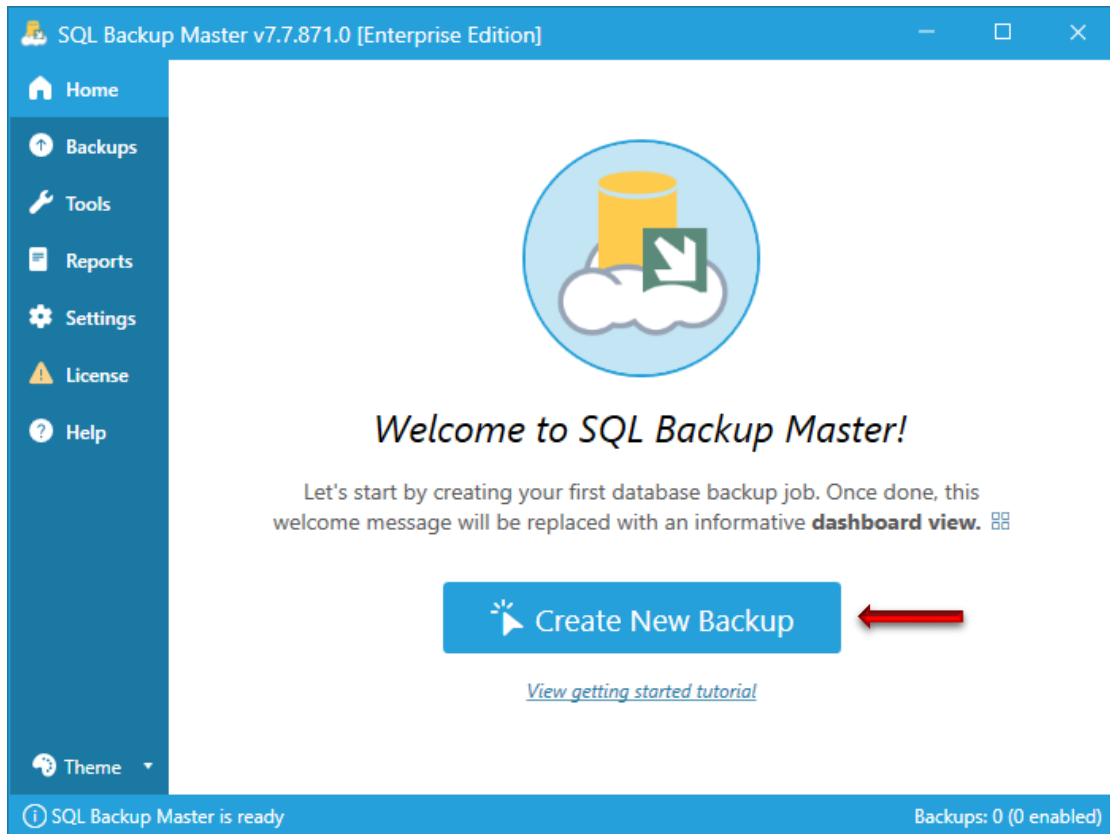 SQL Backup Master v7.7.871.0 [Enterprise Edition]
Home
Backups
Tools
Reports
Settings
License
Help
Welcome to SQL Backup Master!
Let's start by creating your first database backup job. Once done, this
welcome message will be replaced with an informative dashboard view.
Create New Backup
View getting started tutorial
Theme
SQL Backup Master is ready
Backups: 0 (0 enabled)